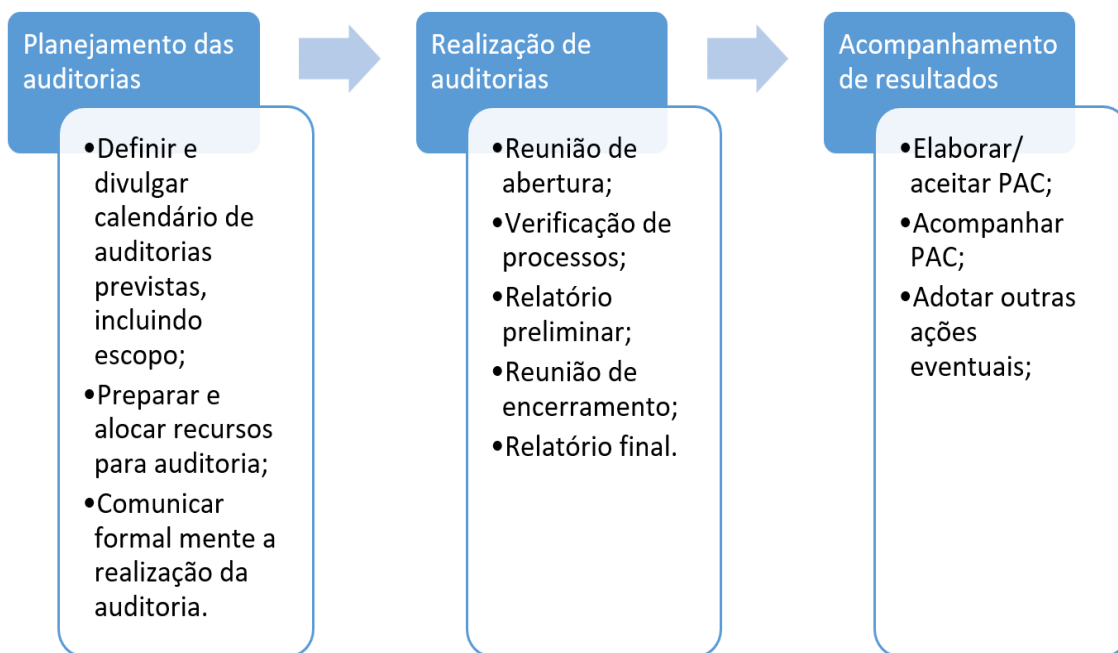 Planejamento das
auditorias
•Definir e
divulgar
calendário de
auditorias
previstas,
incluindo
escopo;
•Preparar e
alocar recursos
para auditoria;
•Comunicar
formal mente a
realização da
auditoria.
Realização de
auditorias
•Reunião de
abertura;
•Verificação de
processos;
•Relatório
preliminar;
•Reunião de
encerramento;
•Relatório final.
Acompanhamento
de resultados
•Elaborar/
aceitar PAC;
•Acompanhar
PAC;
•Adotar outras
ações
eventuais;